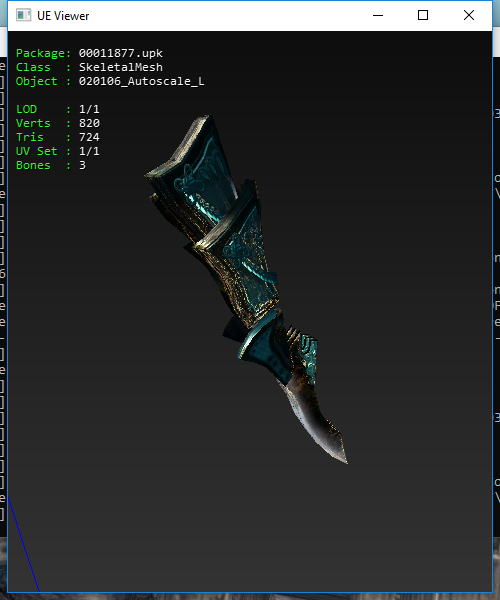 UE Viewer
Package: 00011877.upk
Class : SkeletalMesh
Object : 020106_Autoscale_L
LOD : 1/1
Verts : 820
Tris : 724
UV Set : 1/1
Bones : 3